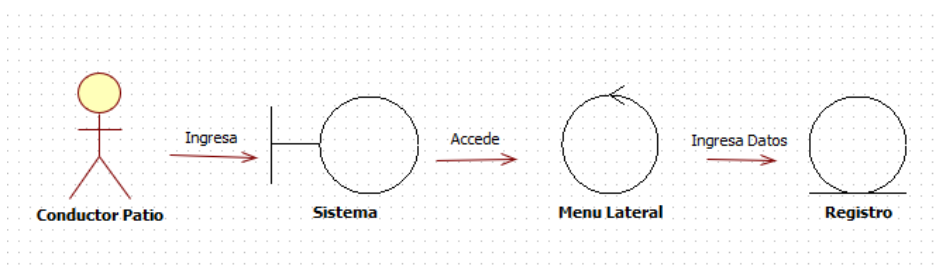 Ingresa
Accede
Ingresa Datos
Conductor Patio
Sistema
Menu Lateral
Registro